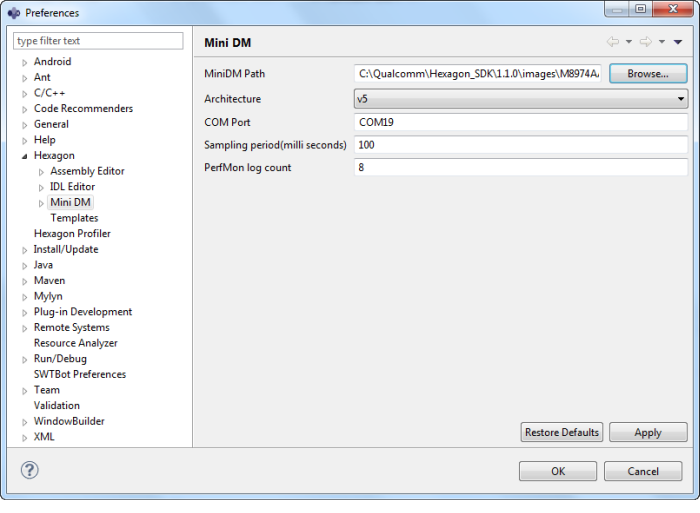 Preferences
type filter text
Android
Ant
C/C++
Code Recommenders
General
Help
Hexagon
Assembly Editor
IDL Editor
Mini DM
Templates
Hexagon Profiler
Install/Update
Java
Maven
Mylyn
Plug-in Development
Remote Systems
Resource Analyzer
Run/Debug
SWTBot Preferences
Team
Validation
WindowBuilder
XML
Mini DM
MiniDM Path C:\Qualcomm\Hexagon_SDK\1.1.0\images\M8974A Browse...
Architecture v5
COM Port COM19
Sampling period(milli seconds) 100
PerfMon log count 8
Restore Defaults Apply
? OK Cancel